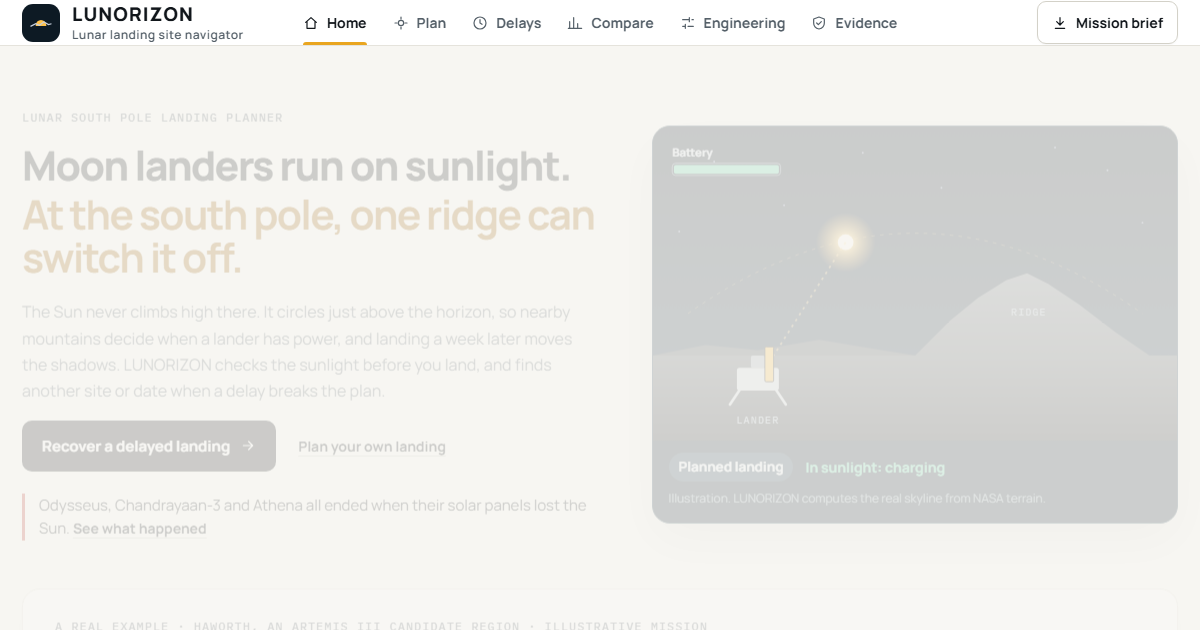 LUNORIZON
Lunar landing site navigator
Home
Plan
Delays
Compare
Engineering
Evidence
Mission brief
LUNAR SOUTH POLE LANDING PLANNER
Moon landers run on sunlight.
At the south pole, one ridge can
switch it off.
The Sun never climbs high there. It circles just above the horizon, so nearby
mountains decide when a lander has power, and landing a week later moves
the shadows. LUNORIZON checks the sunlight before you land, and finds
another site or date when a delay breaks the plan.
Recover a delayed landing →
Plan your own landing
Odysseus, Chandrayaan-3 and Athena all ended when their solar panels lost the
Sun. See what happened
Battery
RIDGE
LANDER
Planned landing
In sunlight: charging
Illustration. LUNORIZON computes the real skyline from NASA terrain.
A REAL EXAMPLE · HAWORTH, AN ARTEMIS III CANDIDATE REGION · ILLUSTRATIVE MISSION